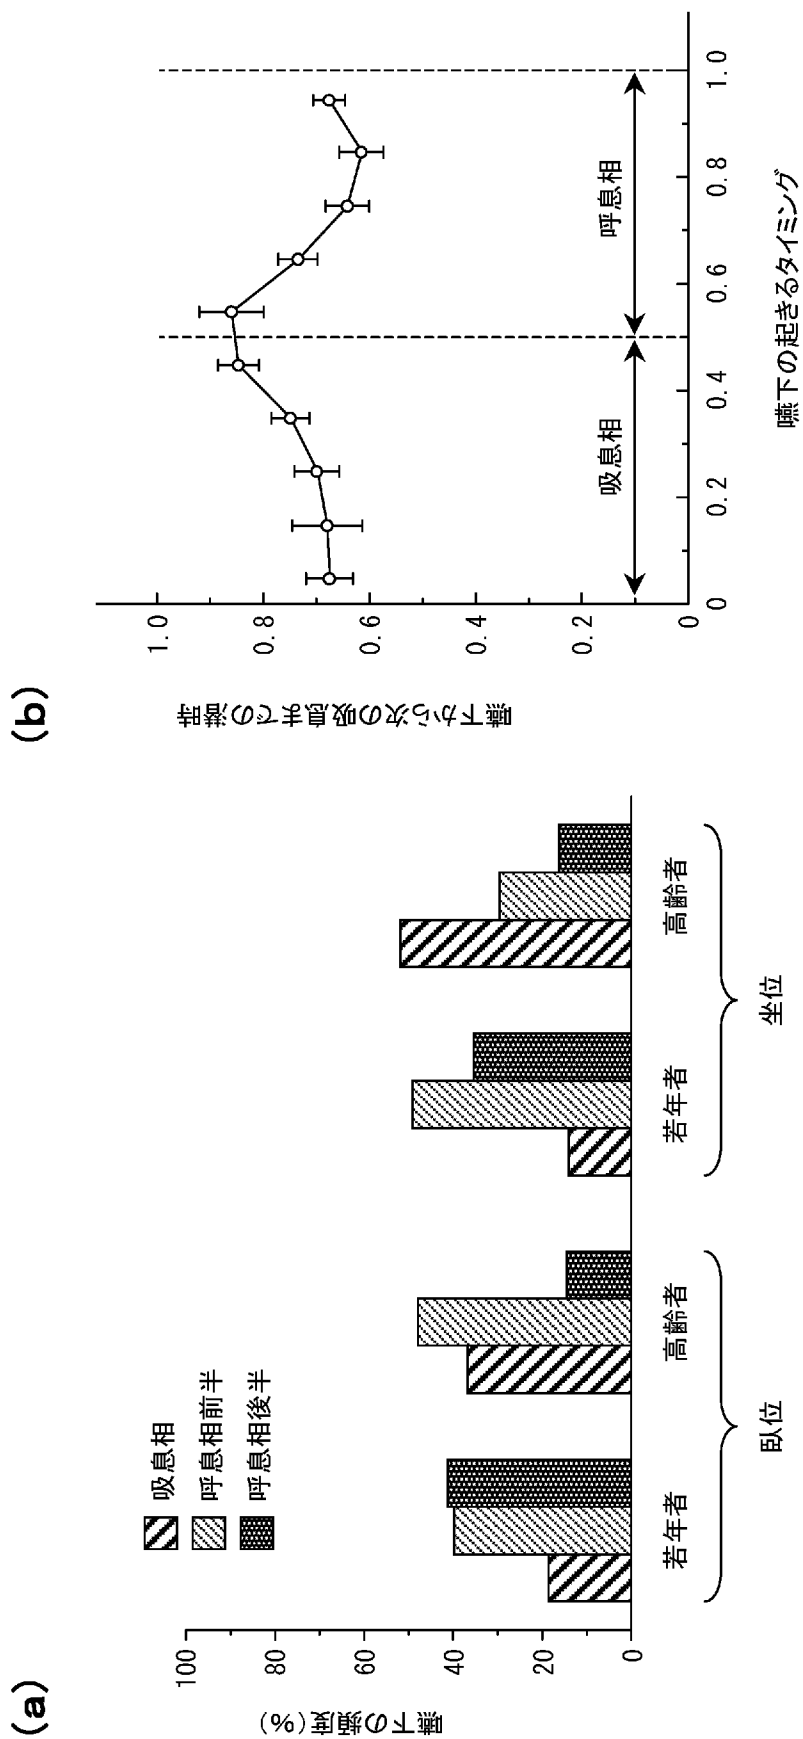 (a)
嚥下の頻度(%)
100
80
60
40
20
0
吸息相
呼息相前半
呼息相後半
若年者
高齢者
若年者
高齢者
臥位
坐位
(b)
嚥下から次の吸息までの潜時
1.0
0.8
0.6
0.4
0.2
0
吸息相
呼息相
0
0.2
0.4
0.6
0.8
1.0
嚥下の起きるタイミング